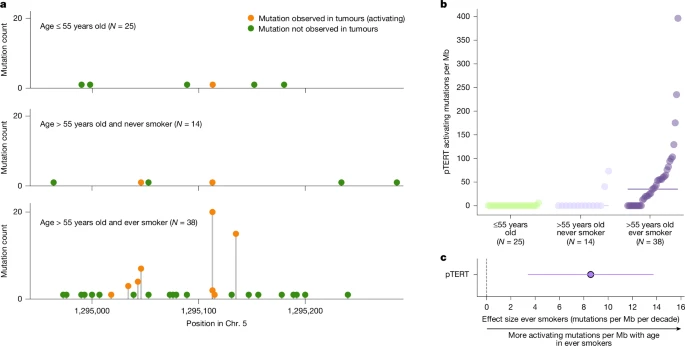 a
Mutation count
20
0
Age ≤ 55 years old (N = 25)
Mutation observed in tumours (activating)
Mutation not observed in tumours
Mutation count
20
0
Age > 55 years old and never smoker (N = 14)
Mutation count
20
0
Age > 55 years old and ever smoker (N = 38)
1,295,000
1,295,100
1,295,200
Position in Chr. 5
b
pTERT activating mutations per Mb
400
350
300
250
200
150
100
50
0
≤55 years old (N = 25)
>55 years old never smoker (N = 14)
>55 years old ever smoker (N = 38)
c
pTERT
0 2 4 6 8 10 12 14 16
Effect size ever smokers (mutations per Mb per decade)
More activating mutations per Mb with age
in ever smokers